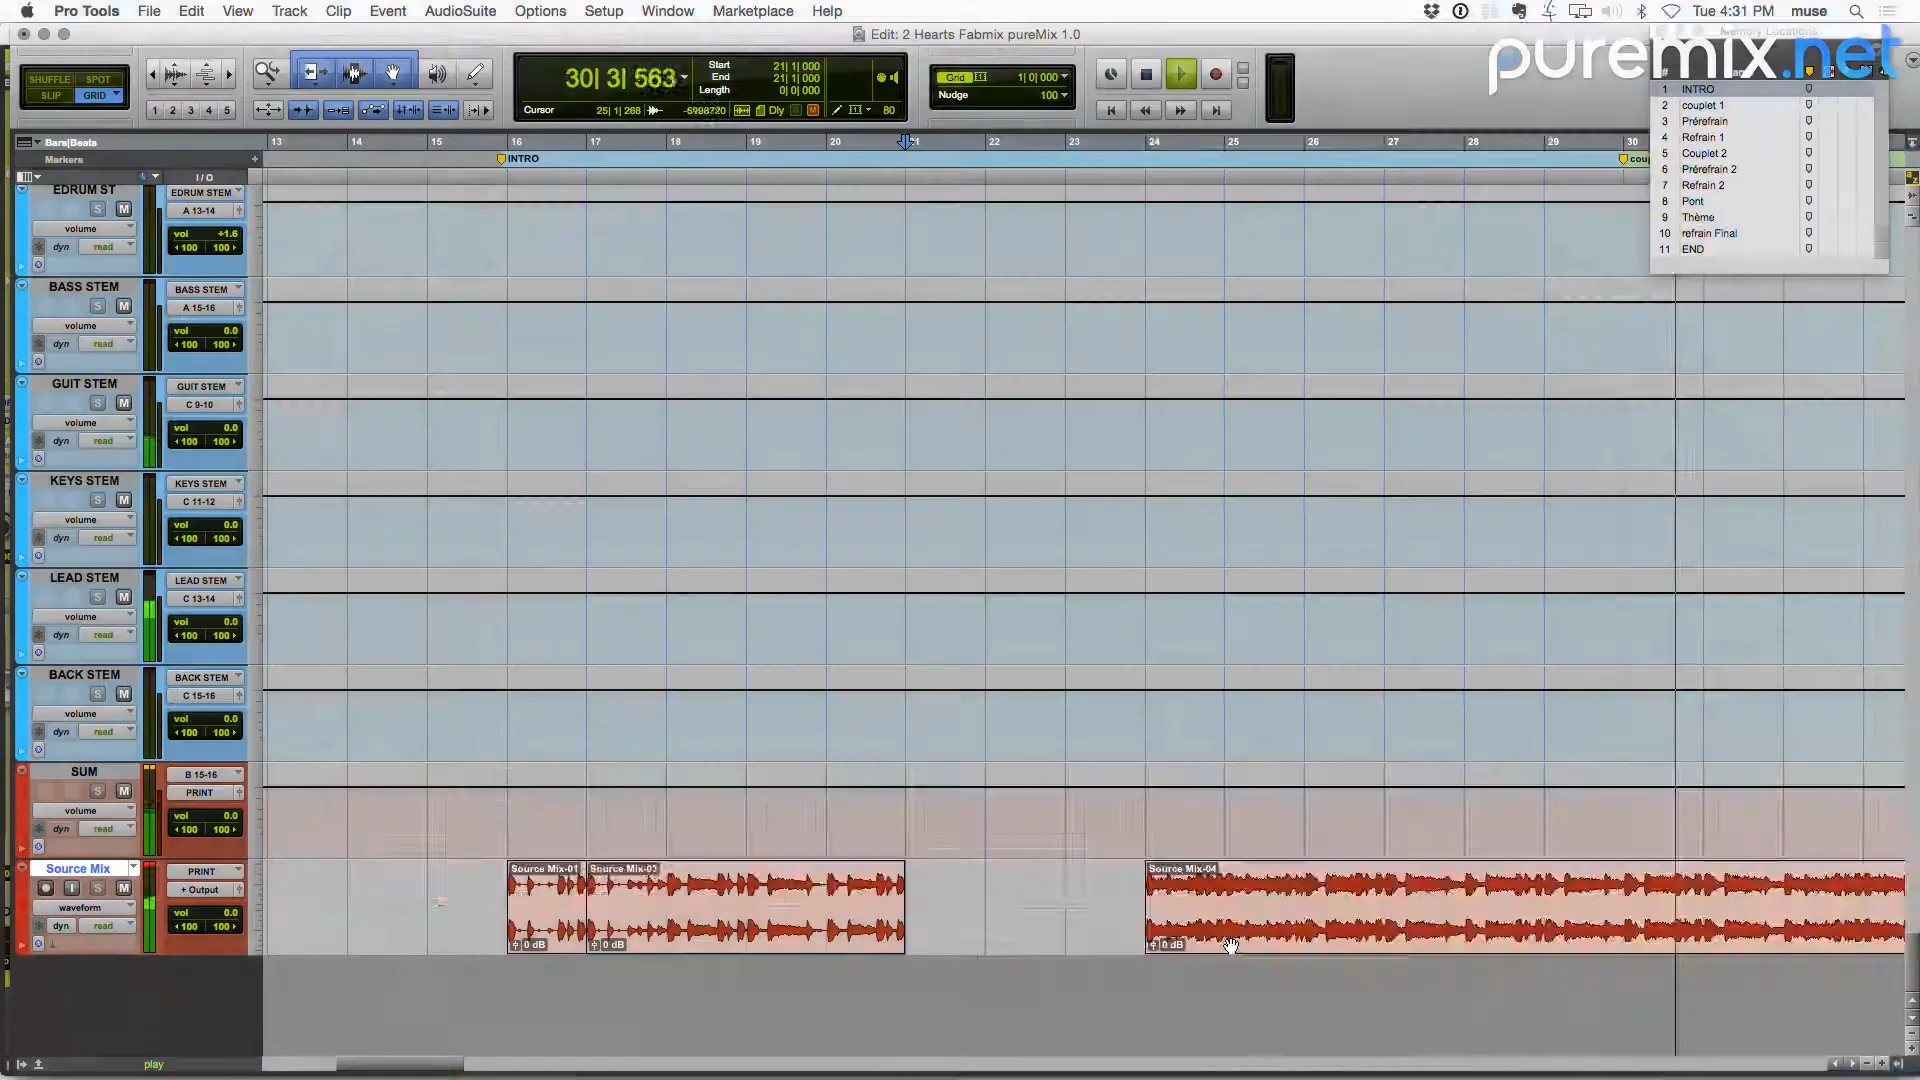 Pro Tools File Edit View Track Clip Event AudioSuite Options Setup Window Marketplace Help Tue 4:31 PM muse
Edit: 2 Hearts Fabmix pureMix 1.0
Memory Locations
puremix.net
SHUFFLE SPOT
SLIP GRID
1 2 3 4 5
30| 3| 563
Start 21| 1| 000
End 21| 1| 000
Length 0| 0| 000
Cursor 25| 1| 268 -6998720 Dly 80
Grid 1| 0| 000
Nudge 100
1 INTRO
2 couplet 1
3 Prérefrain
4 Refrain 1
5 Couplet 2
6 Prérefrain 2
7 Refrain 2
8 Pont
9 Thème
10 refrain Final
11 END
Bars|Beats 13 14 15 16 17 18 19 20 21 22 23 24 25 26 27 28 29 30
Markers INTRO coup
I / O
EDRUM ST EDRUM STEM
S M A 13-14
volume vol +1.6
dyn read 100 100
BASS STEM BASS STEM
S M A 15-16
volume vol 0.0
dyn read 100 100
GUIT STEM GUIT STEM
S M C 9-10
volume vol 0.0
dyn read 100 100
KEYS STEM KEYS STEM
S M C 11-12
volume vol 0.0
dyn read 100 100
LEAD STEM LEAD STEM
S M C 13-14
volume vol 0.0
dyn read 100 100
BACK STEM BACK STEM
S M C 15-16
volume vol 0.0
dyn read 100 100
SUM B 15-16
S M PRINT
volume vol 0.0
dyn read 100 100
Source Mix PRINT Source Mix-01 Source Mix-03 Source Mix-04
I S M + Output
waveform vol 0.0
dyn read 100 100
0 dB 0 dB 0 dB
play